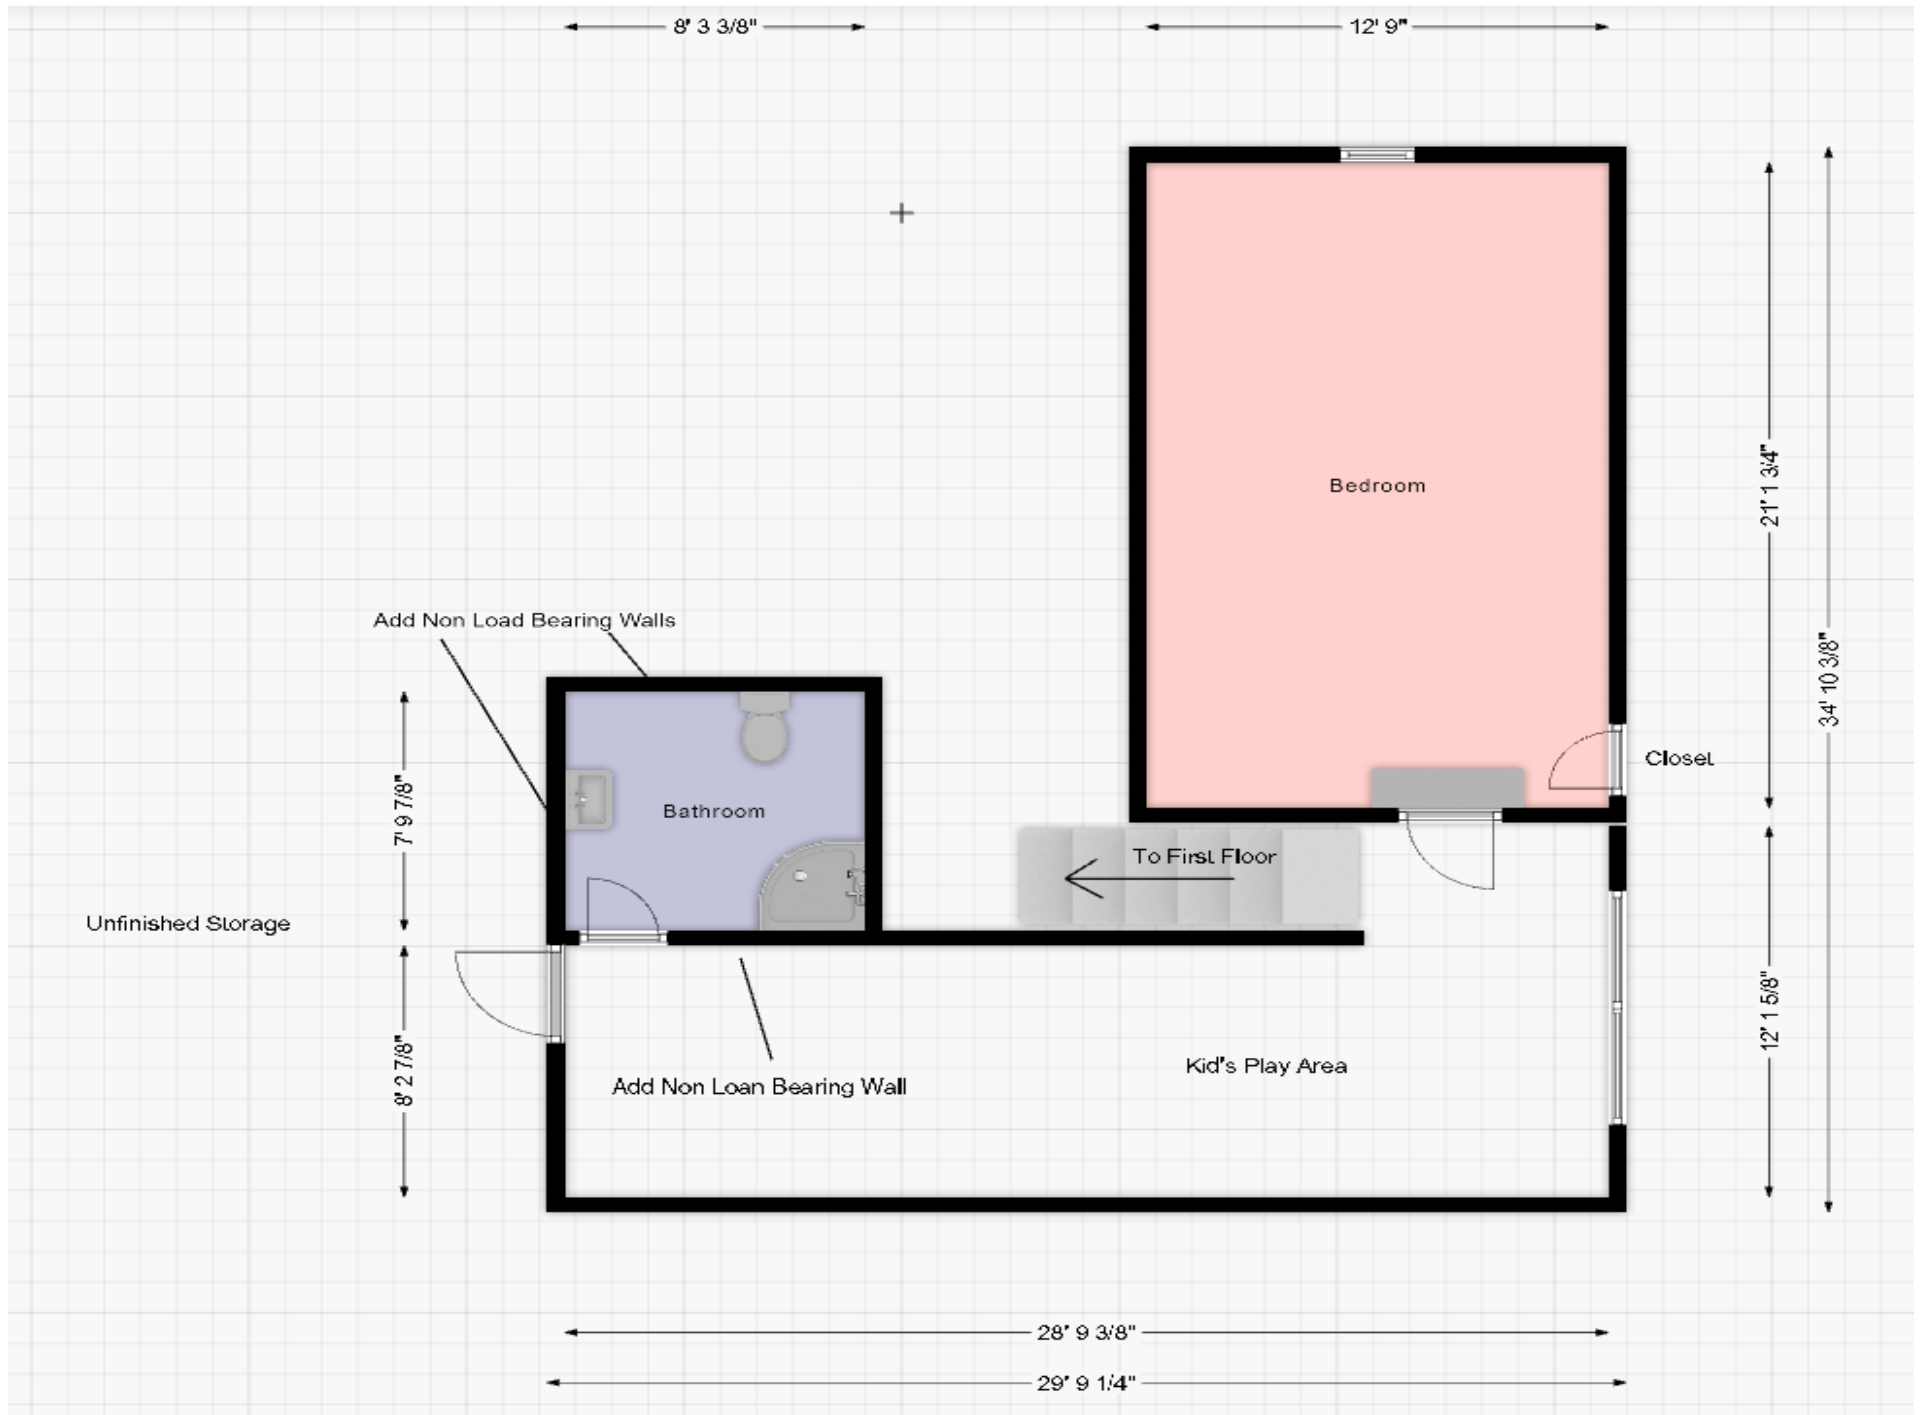 8' 3 3/8"
12' 9"
Bedroom
21' 1 3/4"
34' 10 3/8"
Add Non Load Bearing Walls
Closet
Bathroom
7' 9 7/8"
To First Floor
Unfinished Storage
12' 1 5/8"
8' 2 7/8"
Kid's Play Area
Add Non Loan Bearing Wall
28' 9 3/8"
29' 9 1/4"